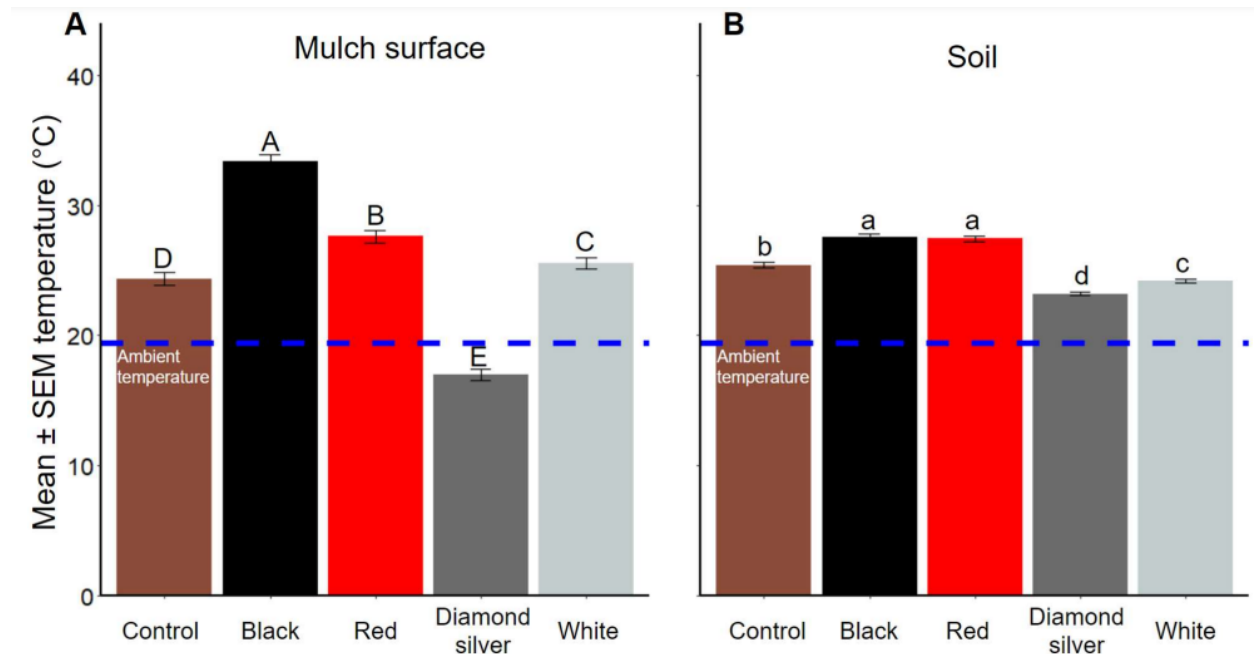 A
Mulch surface
Mean ± SEM temperature (°C)
40
30
20
10
0
D
A
B
E
C
Ambient
temperature
Control
Black
Red
Diamond
silver
White
B
Soil
b
a
a
d
c
Ambient
temperature
Control
Black
Red
Diamond
silver
White